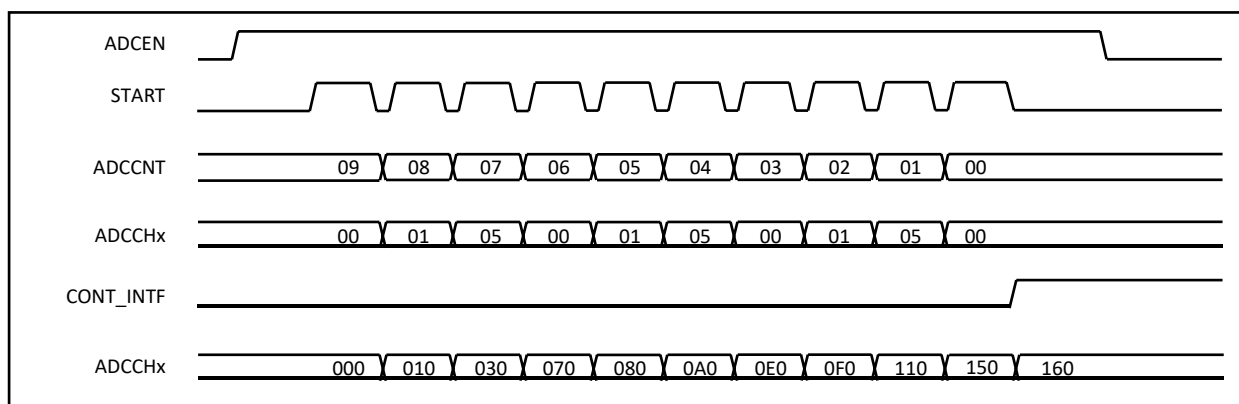 ADCEN
START
ADCCNT 09 08 07 06 05 04 03 02 01 00
ADCCHx 00 01 05 00 01 05 00 01 05 00
CONT_INTF
ADCCHx 000 010 030 070 080 0A0 0E0 0F0 110 150 160